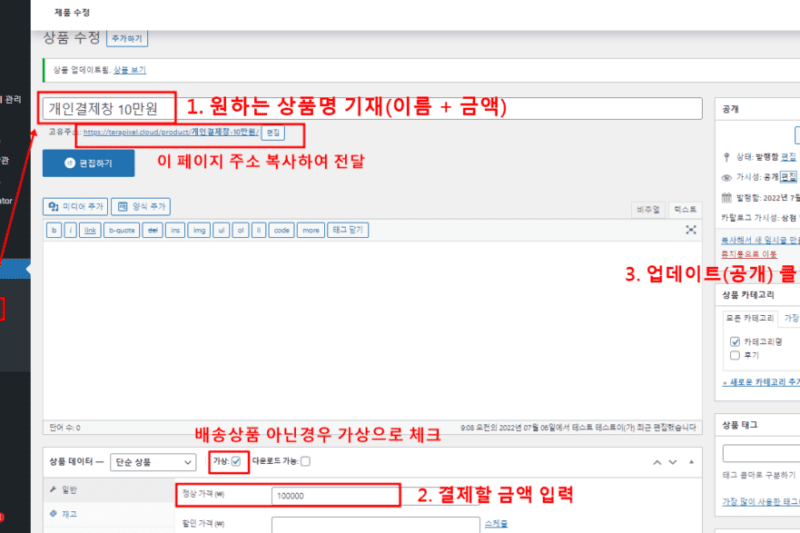 제품 수정
상품 수정 추가하기
상품 업데이트됨. 상품 보기
관리
개인결제창 10만원
1. 원하는 상품명 기재(이름 + 금액)
고유주소: https://terapixel.cloud/product/개인결제창-10만원/ 편집
이 페이지 주소 복사하여 전달
편집하기
공개
상태: 발행함 편집
가시성: 공개 편집
발행함: 2022년 7월
카탈로그 가시성: 상점
복사해서 새 임시글 만들
휴지통으로 이동
미디어 추가 양식 추가
비주얼 텍스트
b i link b-quote del ins img ul ol li code more 태그 닫기
3. 업데이트(공개) 클
상품 카테고리
모든 카테고리 가장
카테고리명
후기
+ 새로운 카테고리 추가
단어 수: 0
9:08 오전의 2022년 07월 06일에서 테스트 테스트이(가) 최근 편집했습니다
배송상품 아닌경우 가상으로 체크
상품 데이터 — 단순 상품 가상: 다운로드 가능:
상품 태그
태그 콤마로 구분하기
가장 많이 사용한 태그
일반
정상 가격 (₩) 100000
2. 결제할 금액 입력
재고
할인 가격 (₩) 스케줄